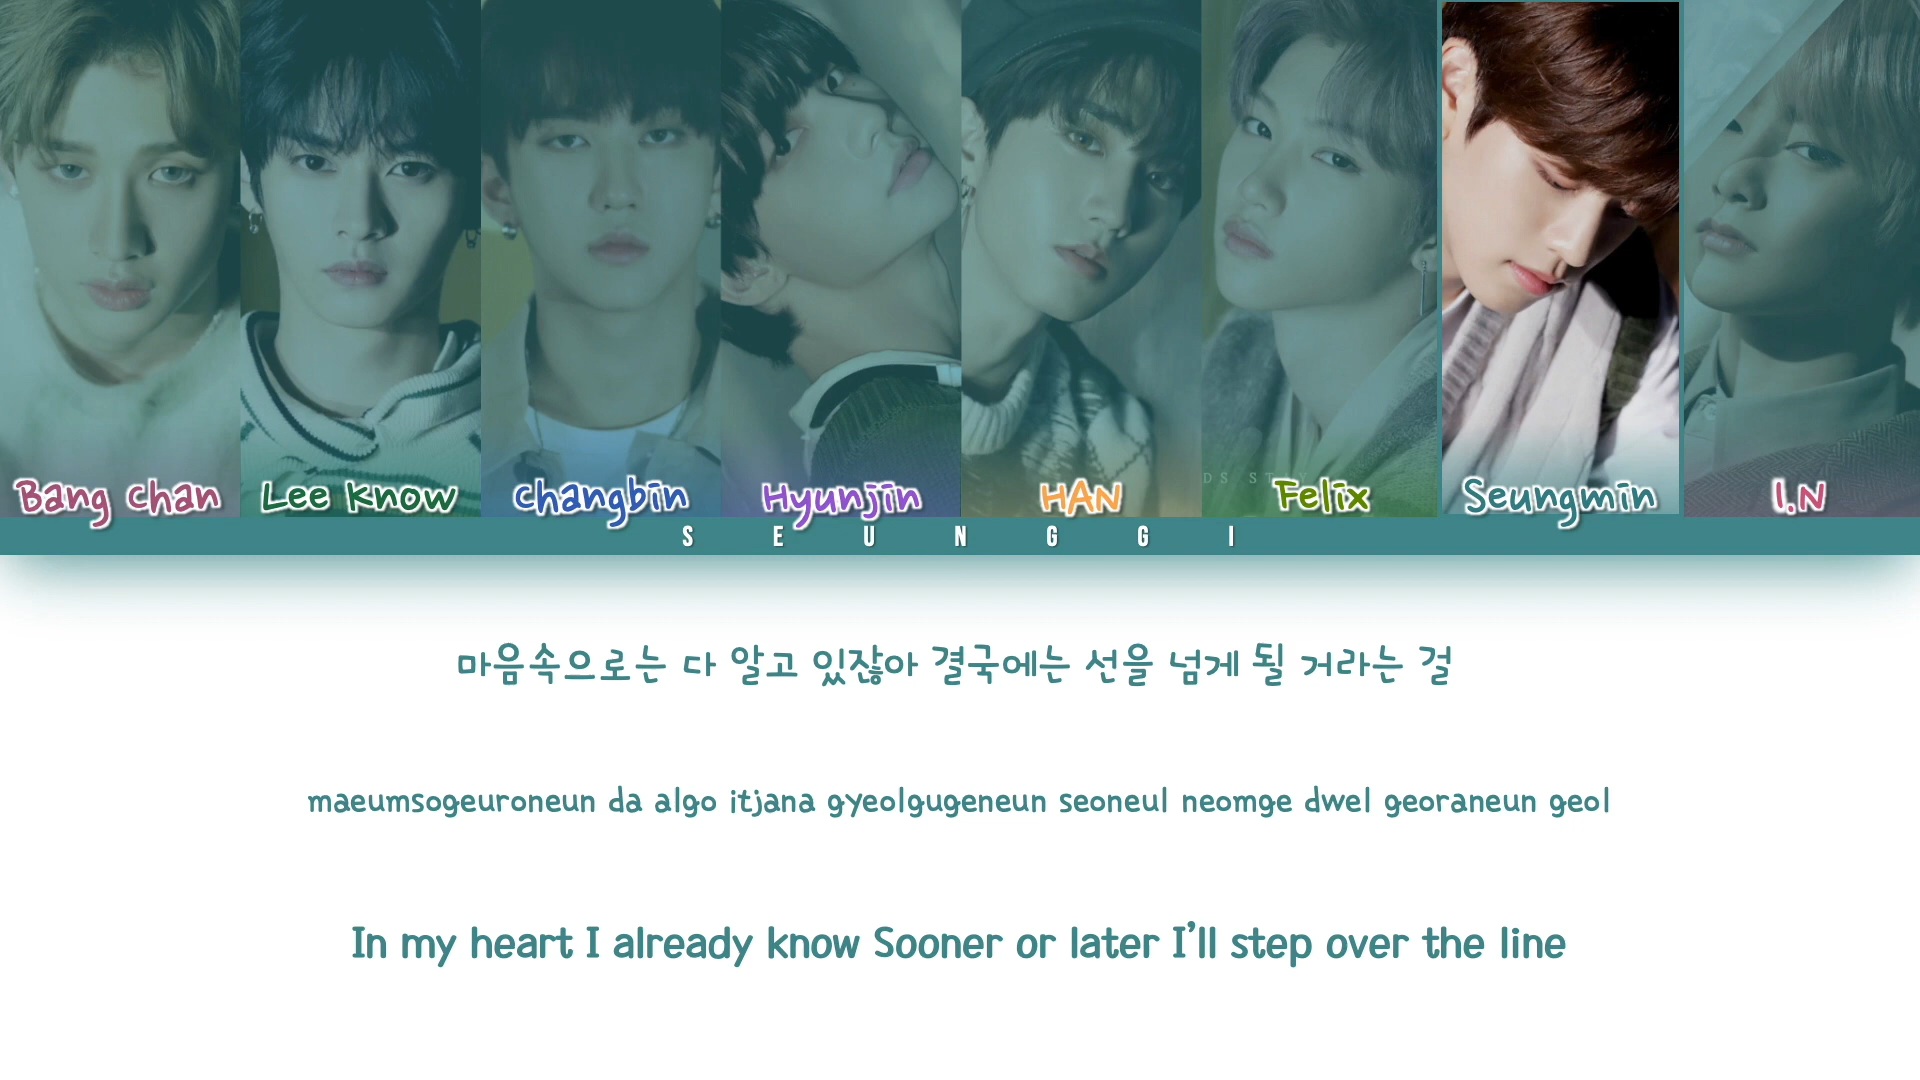 DS STAY
Bang chan
Lee Know
changbin
Hyunjin
HAN
Felix
Seungmin
I.N
SEUNGGI
마음속으로는 다 알고 있잖아 결국에는 선을 넘게 될 거라는 걸
maeumsogeuroneun da algo itjana gyeolgugeneun seoneul neomge dwel georaneun geol
In my heart I already know Sooner or later I'll step over the line